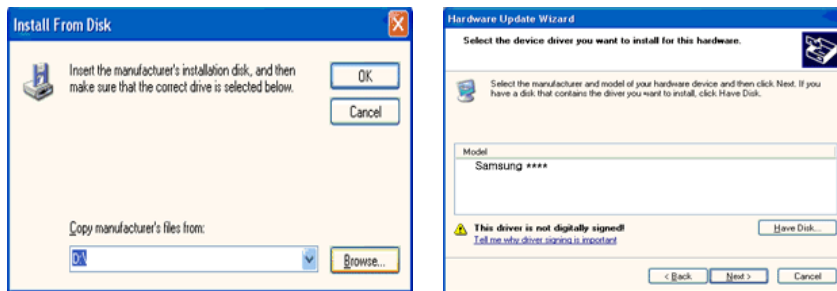 Install From Disk
Insert the manufacturer's installation disk, and then
make sure that the correct drive is selected below.
OK
Cancel
Copy manufacturer's files from:
D:\
Browse...
Hardware Update Wizard
Select the device driver you want to install for this hardware.
Select the manufacturer and model of your hardware device and then click Next. If you
have a disk that contains the driver you want to install, click Have Disk.
Model
Samsung ****
This driver is not digitally signed!
Tell me why driver signing is important
Have Disk...
< Back
Next >
Cancel